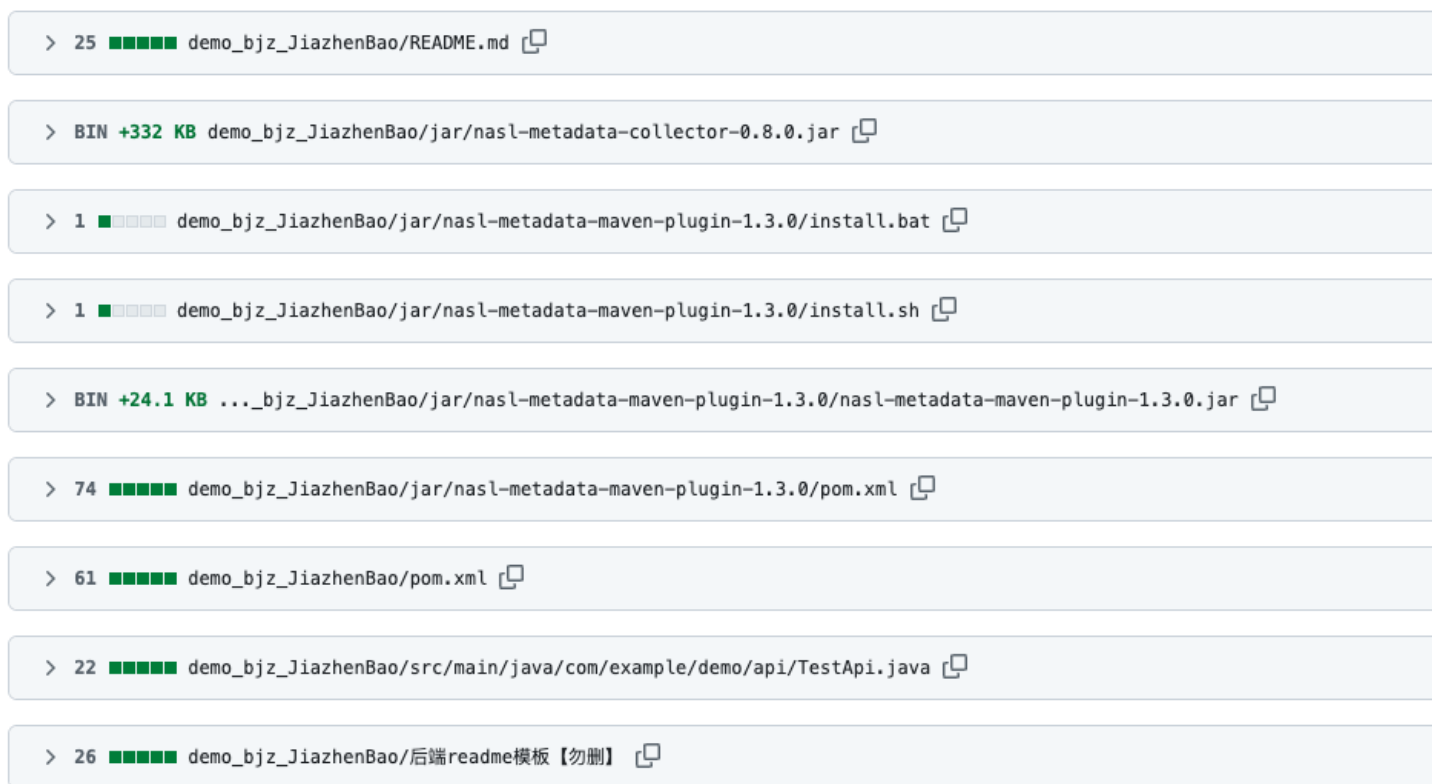 25 demo_bjz_JiazhenBao/README.md
BIN +332 KB demo_bjz_JiazhenBao/jar/nasl-metadata-collector-0.8.0.jar
1 demo_bjz_JiazhenBao/jar/nasl-metadata-maven-plugin-1.3.0/install.bat
1 demo_bjz_JiazhenBao/jar/nasl-metadata-maven-plugin-1.3.0/install.sh
BIN +24.1 KB ..._bjz_JiazhenBao/jar/nasl-metadata-maven-plugin-1.3.0/nasl-metadata-maven-plugin-1.3.0.jar
74 demo_bjz_JiazhenBao/jar/nasl-metadata-maven-plugin-1.3.0/pom.xml
61 demo_bjz_JiazhenBao/pom.xml
22 demo_bjz_JiazhenBao/src/main/java/com/example/demo/api/TestApi.java
26 demo_bjz_JiazhenBao/后端readme模板【勿删】